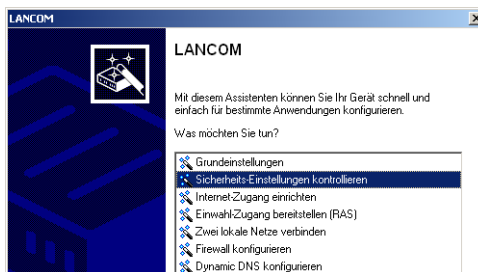 LANCOM
LANCOM
Mit diesem Assistenten können Sie Ihr Gerät schnell und
einfach für bestimmte Anwendungen konfigurieren.
Was möchten Sie tun?
Grundeinstellungen
Sicherheits-Einstellungen kontrollieren
Internet-Zugang einrichten
Einwahl-Zugang bereitstellen (RAS)
Zwei lokale Netze verbinden
Firewall konfigurieren
Dynamic DNS konfigurieren